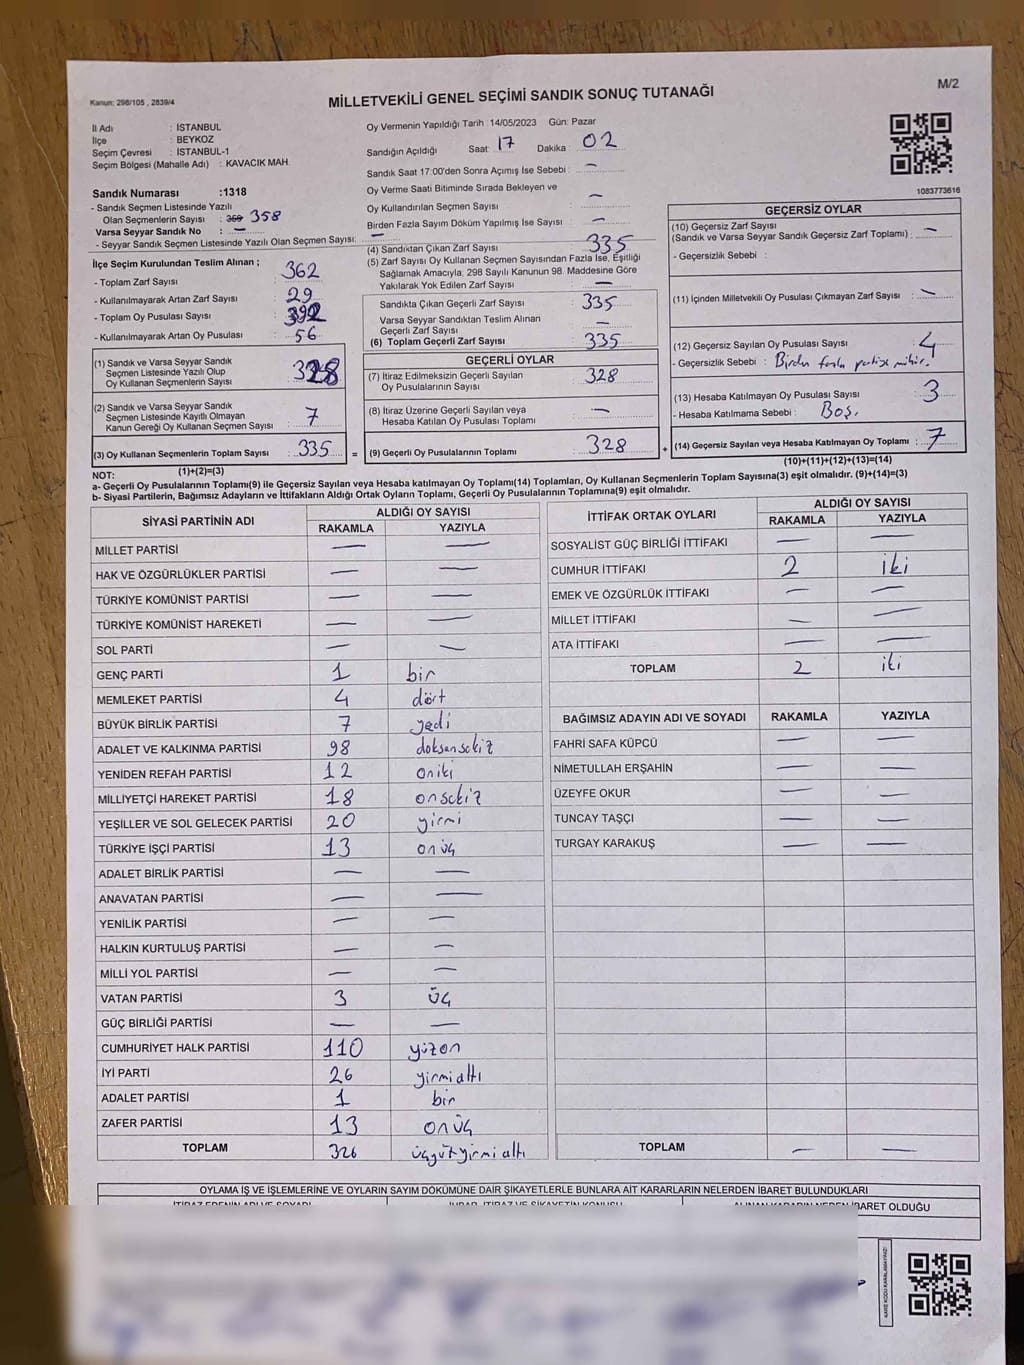 Kanun: 298/105 , 2839/4
MİLLETVEKİLİ GENEL SEÇİMİ SANDIK SONUÇ TUTANAĞI
M/2
İl Adı : İSTANBUL
İlçe : BEYKOZ
Seçim Çevresi : İSTANBUL-1
Seçim Bölgesi (Mahalle Adı) : KAVACIK MAH.
Sandık Numarası :1318
- Sandık Seçmen Listesinde Yazılı
Olan Seçmenlerin Sayısı : 359 358
Varsa Seyyar Sandık No : —
- Seyyar Sandık Seçmen Listesinde Yazılı Olan Seçmen Sayısı: —
Oy Vermenin Yapıldığı Tarih :14/05/2023 Gün: Pazar
Sandığın Açıldığı Saat: 17 Dakika: 02
Sandık Saat 17:00'den Sonra Açımış İse Sebebi : —
Oy Verme Saati Bitiminde Sırada Bekleyen ve
Oy Kullandırılan Seçmen Sayısı —
Birden Fazla Sayım Döküm Yapılmış İse Sayısı : —
(4) Sandıktan Çıkan Zarf Sayısı 335
(5) Zarf Sayısı Oy Kullanan Seçmen Sayısından Fazla İse, Eşitliği
Sağlamak Amacıyla, 298 Sayılı Kanunun 98. Maddesine Göre
Yakılarak Yok Edilen Zarf Sayısı : —
1083773616
İlçe Seçim Kurulundan Teslim Alınan ;
- Toplam Zarf Sayısı : 362
- Kullanılmayarak Artan Zarf Sayısı : 29
- Toplam Oy Pusulası Sayısı : 392
- Kullanılmayarak Artan Oy Pusulası : 56
Sandıkta Çıkan Geçerli Zarf Sayısı : 335
Varsa Seyyar Sandıktan Teslim Alınan
Geçerli Zarf Sayısı : —
(6) Toplam Geçerli Zarf Sayısı : 335
(1) Sandık ve Varsa Seyyar Sandık
Seçmen Listesinde Yazılı Olup
Oy Kullanan Seçmenlerin Sayısı : 328
(2) Sandık ve Varsa Seyyar Sandık
Seçmen Listesinde Kayıtlı Olmayan
Kanun Gereği Oy Kullanan Seçmen Sayısı : 7
(3) Oy Kullanan Seçmenlerin Toplam Sayısı : 335
(1)+(2)=(3)
GEÇERLİ OYLAR
(7) İtiraz Edilmeksizin Geçerli Sayılan
Oy Pusulalarının Sayısı : 328
(8) İtiraz Üzerine Geçerli Sayılan veya
Hesaba Katılan Oy Pusulası Toplamı : —
= (9) Geçerli Oy Pusulalarının Toplamı : 328 +
GEÇERSİZ OYLAR
(10) Geçersiz Zarf Sayısı
(Sandık ve Varsa Seyyar Sandık Geçersiz Zarf Toplamı) : —
- Geçersizlik Sebebi :
(11) İçinden Milletvekili Oy Pusulası Çıkmayan Zarf Sayısı : —
(12) Geçersiz Sayılan Oy Pusulası Sayısı : 4
- Geçersizlik Sebebi : Birden fazla partiye mühür.
(13) Hesaba Katılmayan Oy Pusulası Sayısı : 3
- Hesaba Katılmama Sebebi : Boş.
(14) Geçersiz Sayılan veya Hesaba Katılmayan Oy Toplamı : 7
(10)+(11)+(12)+(13)=(14)
NOT:
a- Geçerli Oy Pusulalarının Toplamı(9) ile Geçersiz Sayılan veya Hesaba katılmayan Oy Toplamı(14) Toplamları, Oy Kullanan Seçmenlerin Toplam Sayısına(3) eşit olmalıdır. (9)+(14)=(3)
b- Siyasi Partilerin, Bağımsız Adayların ve İttifakların Aldığı Ortak Oyların Toplamı, Geçerli Oy Pusulalarının Toplamına(9) eşit olmalıdır.
SİYASİ PARTİNİN ADI ALDIĞI OY SAYISI
RAKAMLA YAZIYLA
MİLLET PARTİSİ — —
HAK VE ÖZGÜRLÜKLER PARTİSİ — —
TÜRKİYE KOMÜNİST PARTİSİ — —
TÜRKİYE KOMÜNİST HAREKETİ — —
SOL PARTİ — —
GENÇ PARTİ 1 bir
MEMLEKET PARTİSİ 4 dört
BÜYÜK BİRLİK PARTİSİ 7 yedi
ADALET VE KALKINMA PARTİSİ 98 doksansekiz
YENİDEN REFAH PARTİSİ 12 oniki
MİLLİYETÇİ HAREKET PARTİSİ 18 onsekiz
YEŞİLLER VE SOL GELECEK PARTİSİ 20 yirmi
TÜRKİYE İŞÇİ PARTİSİ 13 onüç
ADALET BİRLİK PARTİSİ — —
ANAVATAN PARTİSİ — —
YENİLİK PARTİSİ — —
HALKIN KURTULUŞ PARTİSİ — —
MİLLİ YOL PARTİSİ — —
VATAN PARTİSİ 3 üç
GÜÇ BİRLİĞİ PARTİSİ — —
CUMHURİYET HALK PARTİSİ 110 yüzon
İYİ PARTİ 26 yirmialtı
ADALET PARTİSİ 1 bir
ZAFER PARTİSİ 13 onüç
TOPLAM 326 üçyüzyirmialtı
İTTİFAK ORTAK OYLARI ALDIĞI OY SAYISI
RAKAMLA YAZIYLA
SOSYALİST GÜÇ BİRLİĞİ İTTİFAKI — —
CUMHUR İTTİFAKI 2 iki
EMEK VE ÖZGÜRLÜK İTTİFAKI — —
MİLLET İTTİFAKI — —
ATA İTTİFAKI — —
TOPLAM 2 iki
BAĞIMSIZ ADAYIN ADI VE SOYADI RAKAMLA YAZIYLA
FAHRİ SAFA KÜPCÜ — —
NİMETULLAH ERŞAHİN — —
ÜZEYFE OKUR — —
TUNCAY TAŞÇI — —
TURGAY KARAKUŞ — —
TOPLAM — —
OYLAMA İŞ VE İŞLEMLERİNE VE OYLARIN SAYIM DÖKÜMÜNE DAİR ŞİKAYETLERLE BUNLARA AİT KARARLARIN NELERDEN İBARET BULUNDUKLARI
İTİRAZ EDENİN ADI VE SOYADI İHBAR, İTİRAZ VE ŞİKAYETİN KONUSU ALINAN KARARIN NEDEN İBARET OLDUĞU
KARE KODU KARALAMAYINIZ!